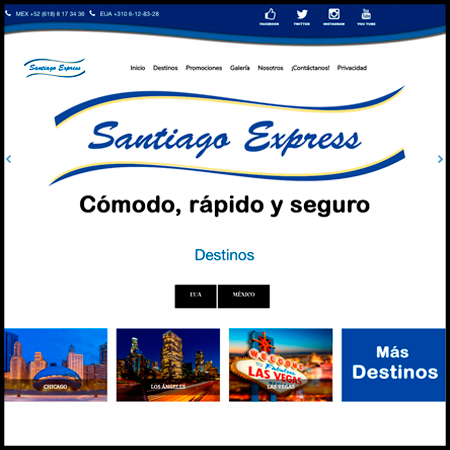 MEX +52 (618) 8 17 34 36 EUA +310 6-12-83-28
FACEBOOK TWITTER INSTAGRAM YOU TUBE
Santiago Express
Inicio Destinos Promociones Galería Nosotros ¡Contáctanos! Privacidad
Santiago Express
Cómodo, rápido y seguro
Destinos
EUA MÉXICO
WELCOME
TO Fabulous
LAS VEGAS
CHICAGO LOS ÁNGELES LAS VEGAS
Más
Destinos